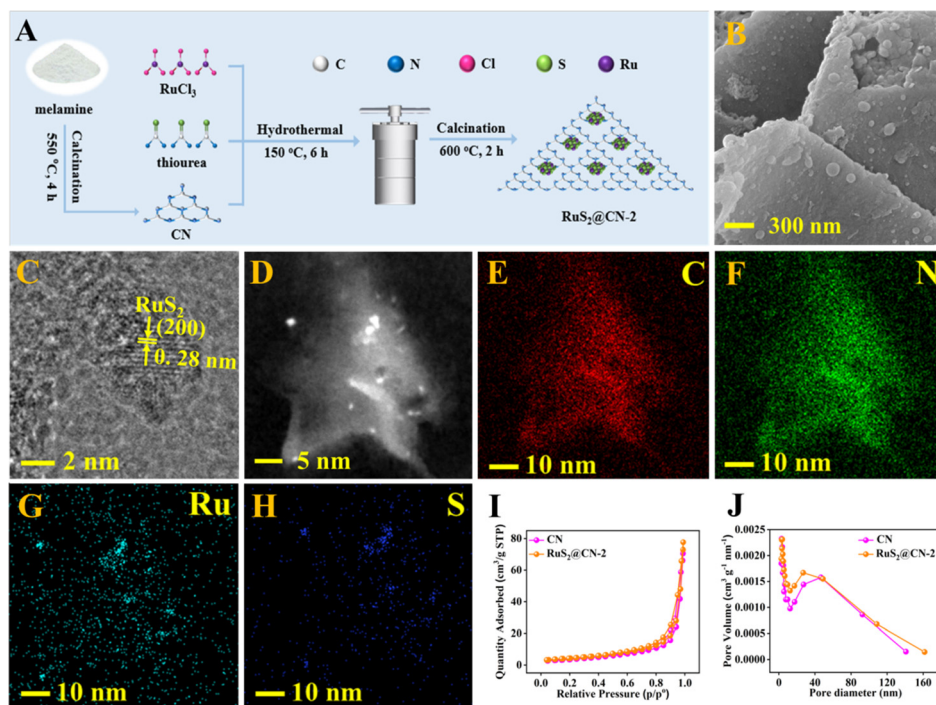 A
melamine
Calcination
550 °C, 4 h
RuCl3
thiourea
CN
C
N
Cl
S
Ru
Hydrothermal
150 °C, 6 h
Calcination
600 °C, 2 h
RuS2@CN-2
B
300 nm
C
RuS2
(200)
0. 28 nm
2 nm
D
5 nm
E
C
10 nm
F
N
10 nm
G
Ru
10 nm
H
S
10 nm
I
CN
RuS2@CN-2
Quantity Adsorbed (cm3/g STP)
80
60
40
20
0
0.0 0.2 0.4 0.6 0.8 1.0
Relative Pressure (p/p°)
J
CN
RuS2@CN-2
Pore Volume (cm3 g-1 nm-1)
0.0025
0.0020
0.0015
0.0010
0.0005
0.0000
0 40 80 120 160
Pore diameter (nm)